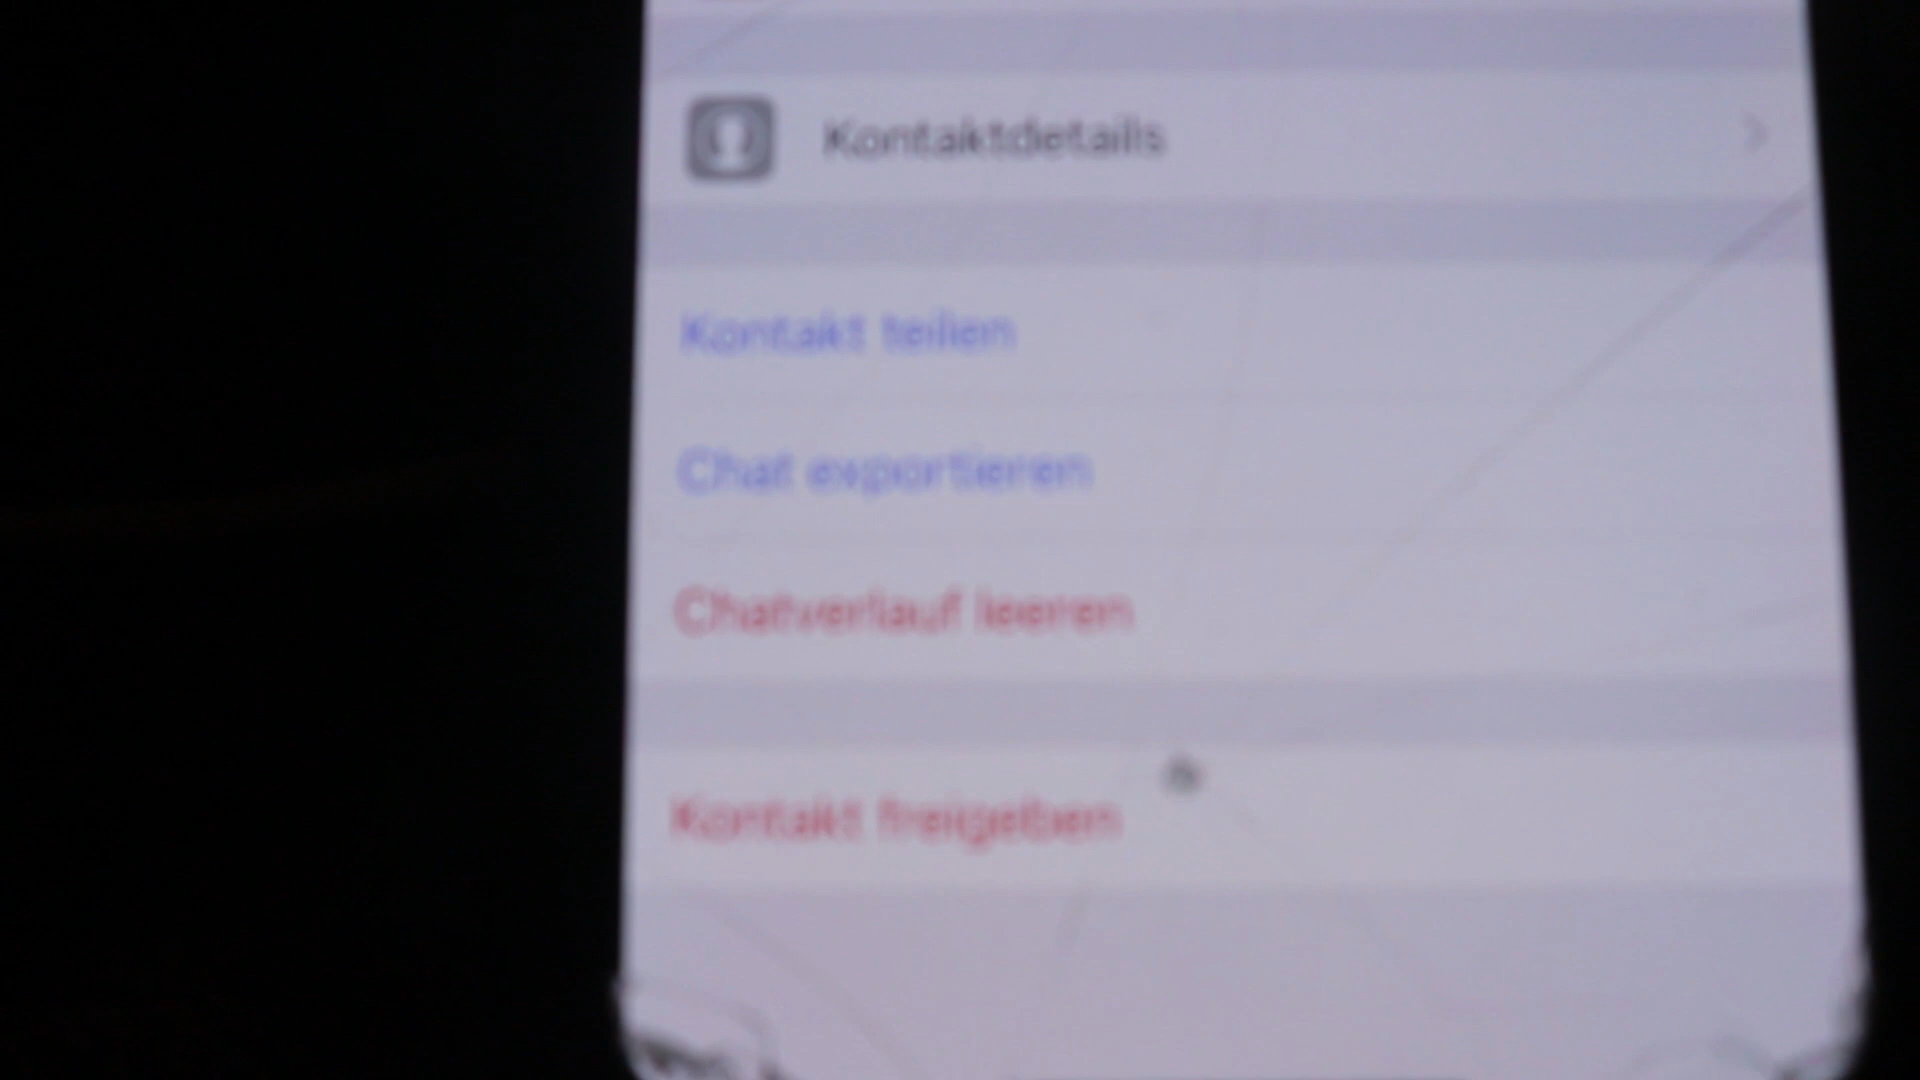 Kontaktdetails
Kontakt teilen
Chat exportieren
Chatverlauf leeren
Kontakt freigeben